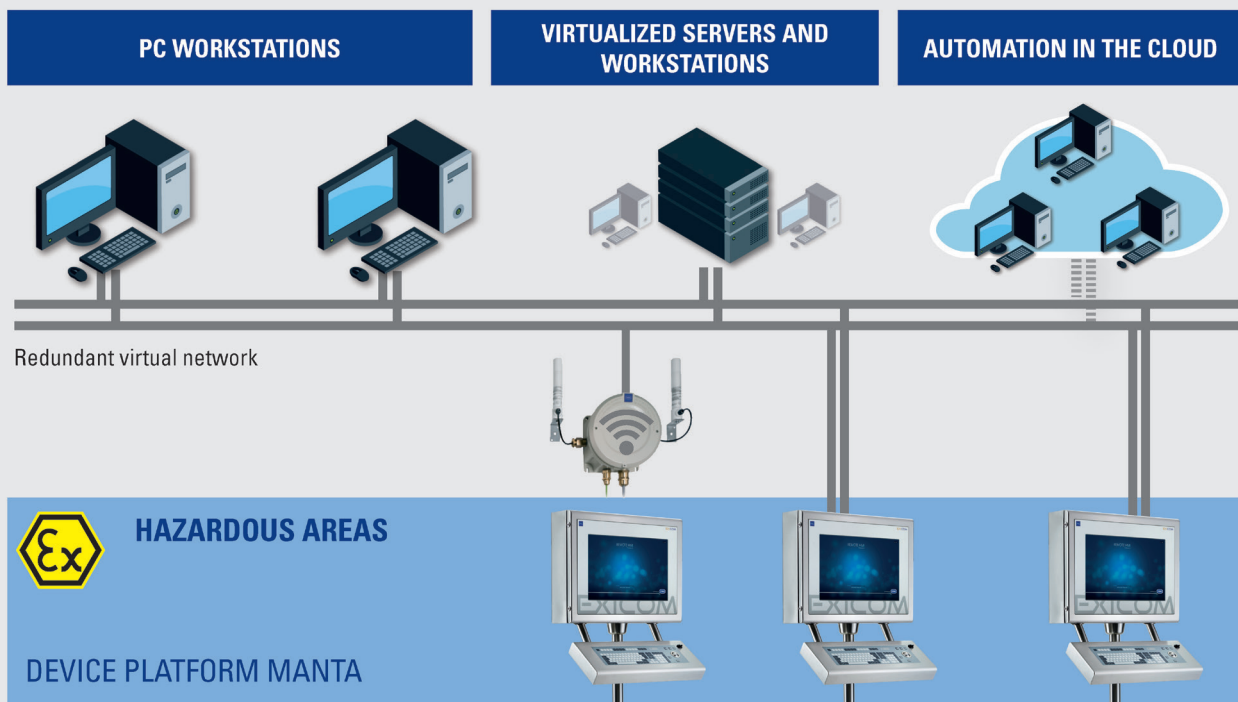 PC WORKSTATIONS
VIRTUALIZED SERVERS AND
WORKSTATIONS
AUTOMATION IN THE CLOUD
Redundant virtual network
Ex
HAZARDOUS AREAS
EXICOM
EXICOM
EXICOM
DEVICE PLATFORM MANTA